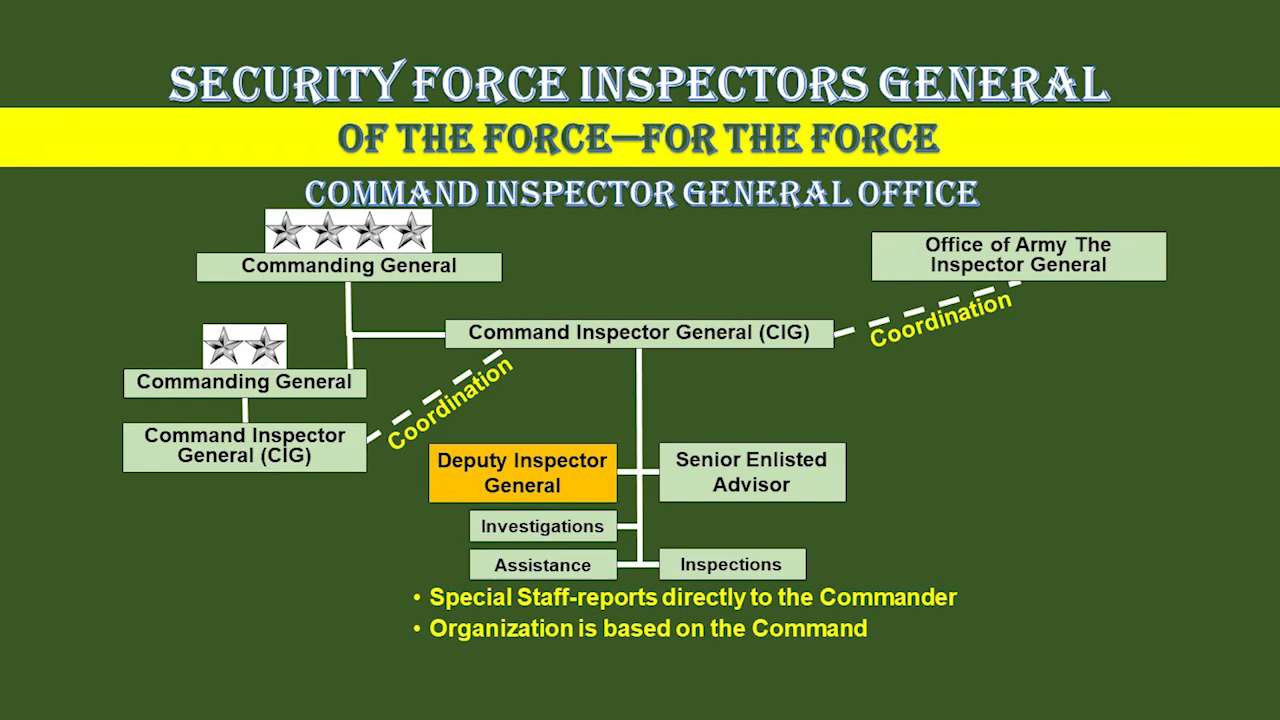 SECURITY FORCE INSPECTORS GENERAL
OF THE FORCE—FOR THE FORCE
COMMAND INSPECTOR GENERAL OFFICE
Commanding General
Office of Army The
Inspector General
Coordination
Command Inspector General (CIG)
Commanding General
Coordination
Command Inspector
General (CIG)
Deputy Inspector
General
Senior Enlisted
Advisor
Investigations
Assistance
Inspections
• Special Staff-reports directly to the Commander
• Organization is based on the Command